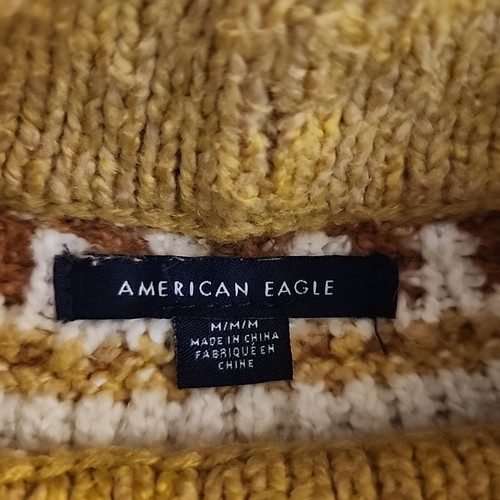 AMERICAN EAGLE
M/M/M
MADE IN CHINA
FABRIQUÉ EN
CHINE